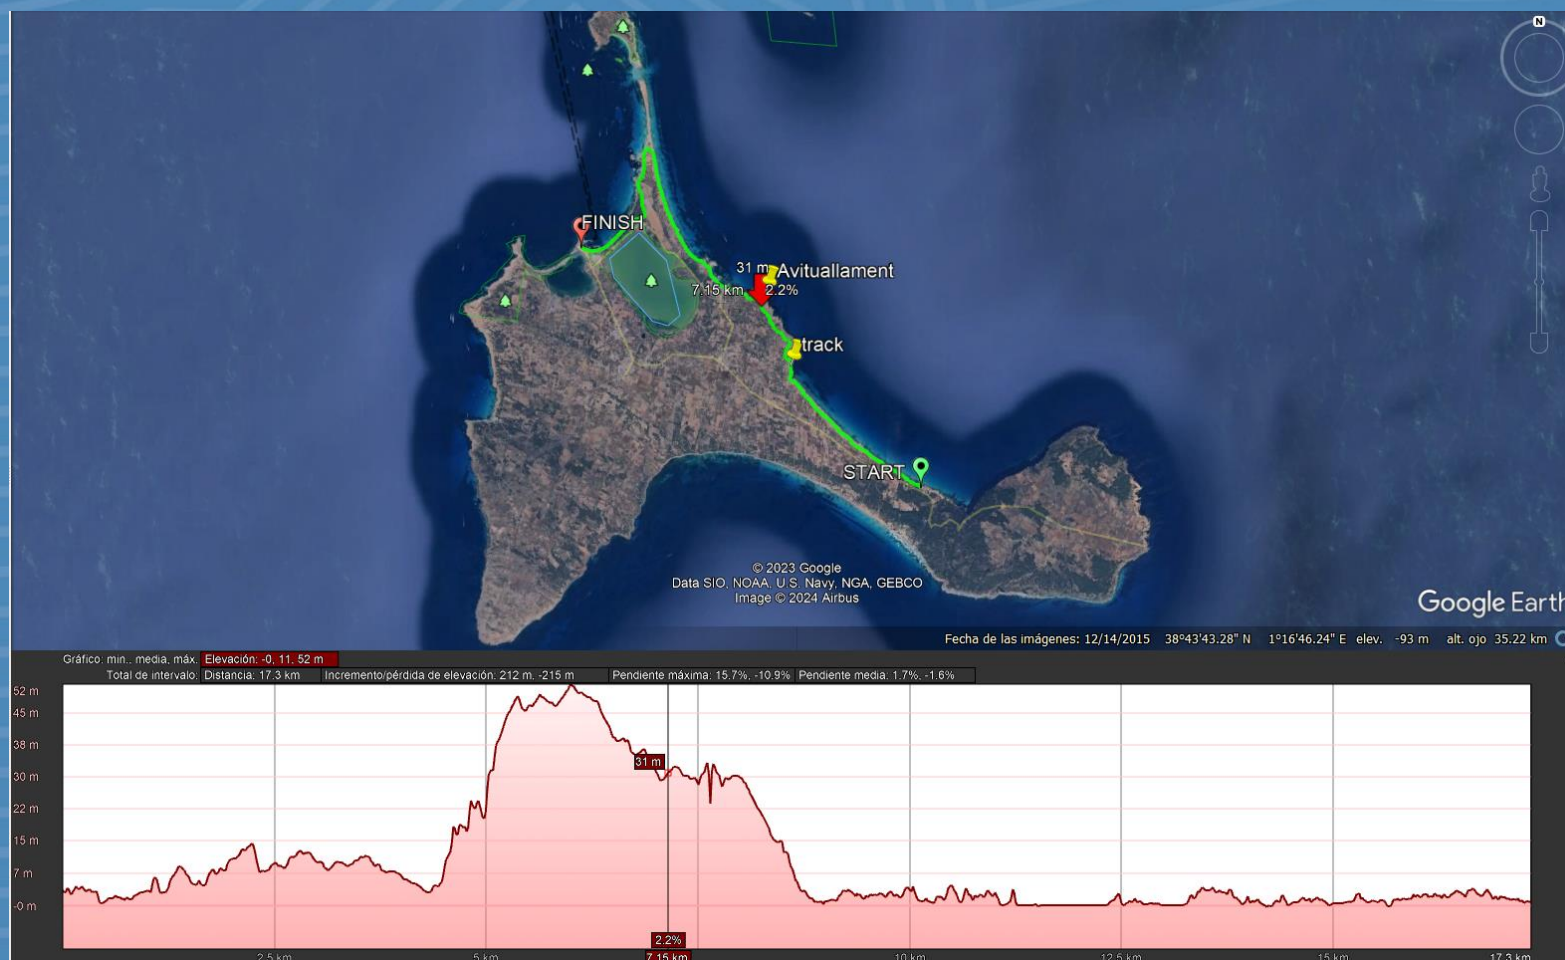 N
FINISH
31 m
Avituallament
7.15 km
2.2%
track
START
© 2023 Google
Data SIO, NOAA, U.S. Navy, NGA, GEBCO
Image © 2024 Airbus
Google Earth
Fecha de las imágenes: 12/14/2015 38º43'43.28" N 1º16'46.24" E elev. -93 m alt. ojo 35.22 km
Gráfico: mín., media, máx. Elevación: -0, 11, 52 m
Total de intervalo: Distancia: 17.3 km Incremento/pérdida de elevación: 212 m, -215 m Pendiente máxima: 15.7%, -10.9% Pendiente media: 1.7%, -1.6%
52 m
45 m
38 m
31 m
30 m
22 m
15 m
7 m
-0 m
2.2%
2.5 km 5 km 7.15 km 10 km 12.5 km 15 km 17.3 km